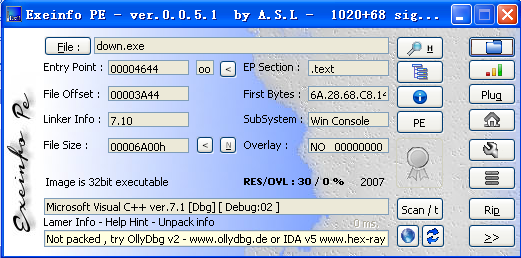 Exeinfo PE - ver.0.0.5.1 by A.S.L - 1020+68 sig...
File : down.exe H
Entry Point : 00004644 oo < EP Section : .text
File Offset : 00003A44 First Bytes : 6A.28.68.C8.14 Plug
Linker Info : 7.10 SubSystem : Win Console PE
File Size : 00006A00h < N Overlay : NO 00000000
Image is 32bit executable RES/OVL : 30 / 0 % 2007
Microsoft Visual C++ ver.7.1 [Dbg] [ Debug:02 ] Scan / t Rip
Lamer Info - Help Hint - Unpack info 0 ms.
Not packed , try OllyDbg v2 - www.ollydbg.de or IDA v5 www.hex-ray >>
Exeinfo Pe